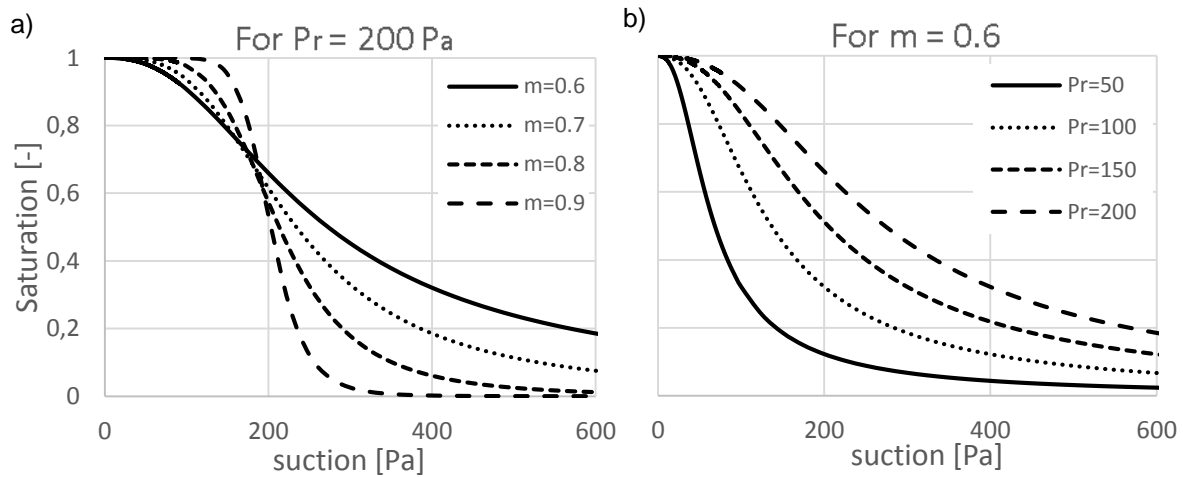 a)
For Pr = 200 Pa
1
0,8
0,6
0,4
0,2
0
Saturation [-]
m=0.6
m=0.7
m=0.8
m=0.9
0 200 400 600
suction [Pa]
b)
For m = 0.6
Pr=50
Pr=100
Pr=150
Pr=200
0 200 400 600
suction [Pa]